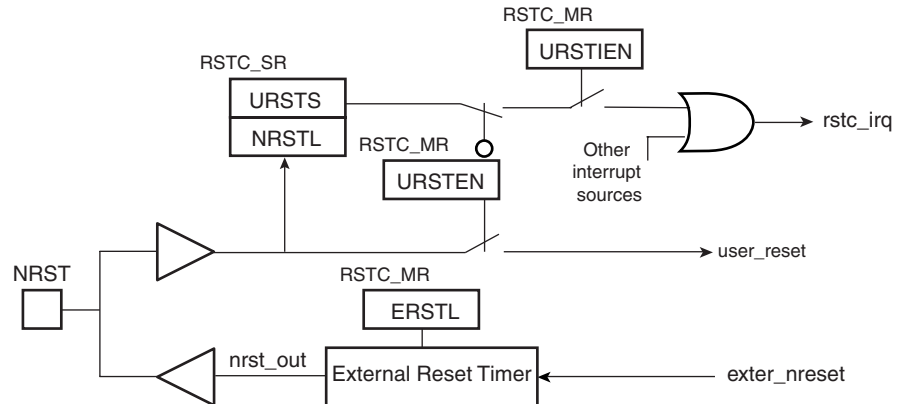 RSTC_MR
URSTIEN
RSTC_SR
URSTS
NRSTL
rstc_irq
RSTC_MR
URSTEN
Other
interrupt
sources
user_reset
NRST
RSTC_MR
ERSTL
nrst_out
External Reset Timer
exter_nreset